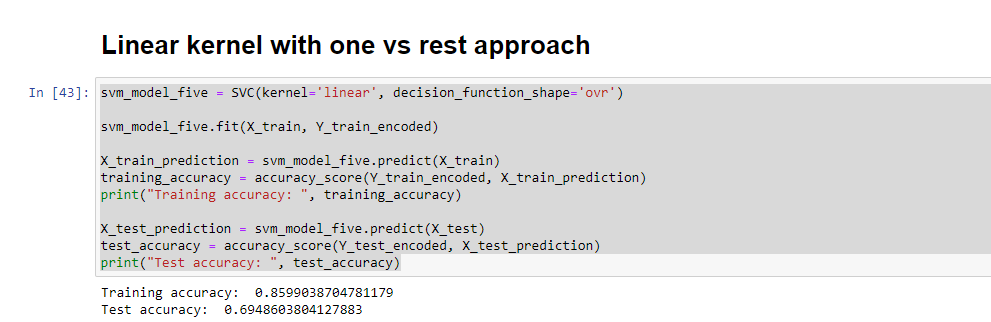 Linear kernel with one vs rest approach
In [43]: svm_model_five = SVC(kernel='linear', decision_function_shape='ovr')
svm_model_five.fit(X_train, Y_train_encoded)
X_train_prediction = svm_model_five.predict(X_train)
training_accuracy = accuracy_score(Y_train_encoded, X_train_prediction)
print("Training accuracy: ", training_accuracy)
X_test_prediction = svm_model_five.predict(X_test)
test_accuracy = accuracy_score(Y_test_encoded, X_test_prediction)
print("Test accuracy: ", test_accuracy)
Training accuracy:  0.8599038704781179
Test accuracy:  0.6948603804127883